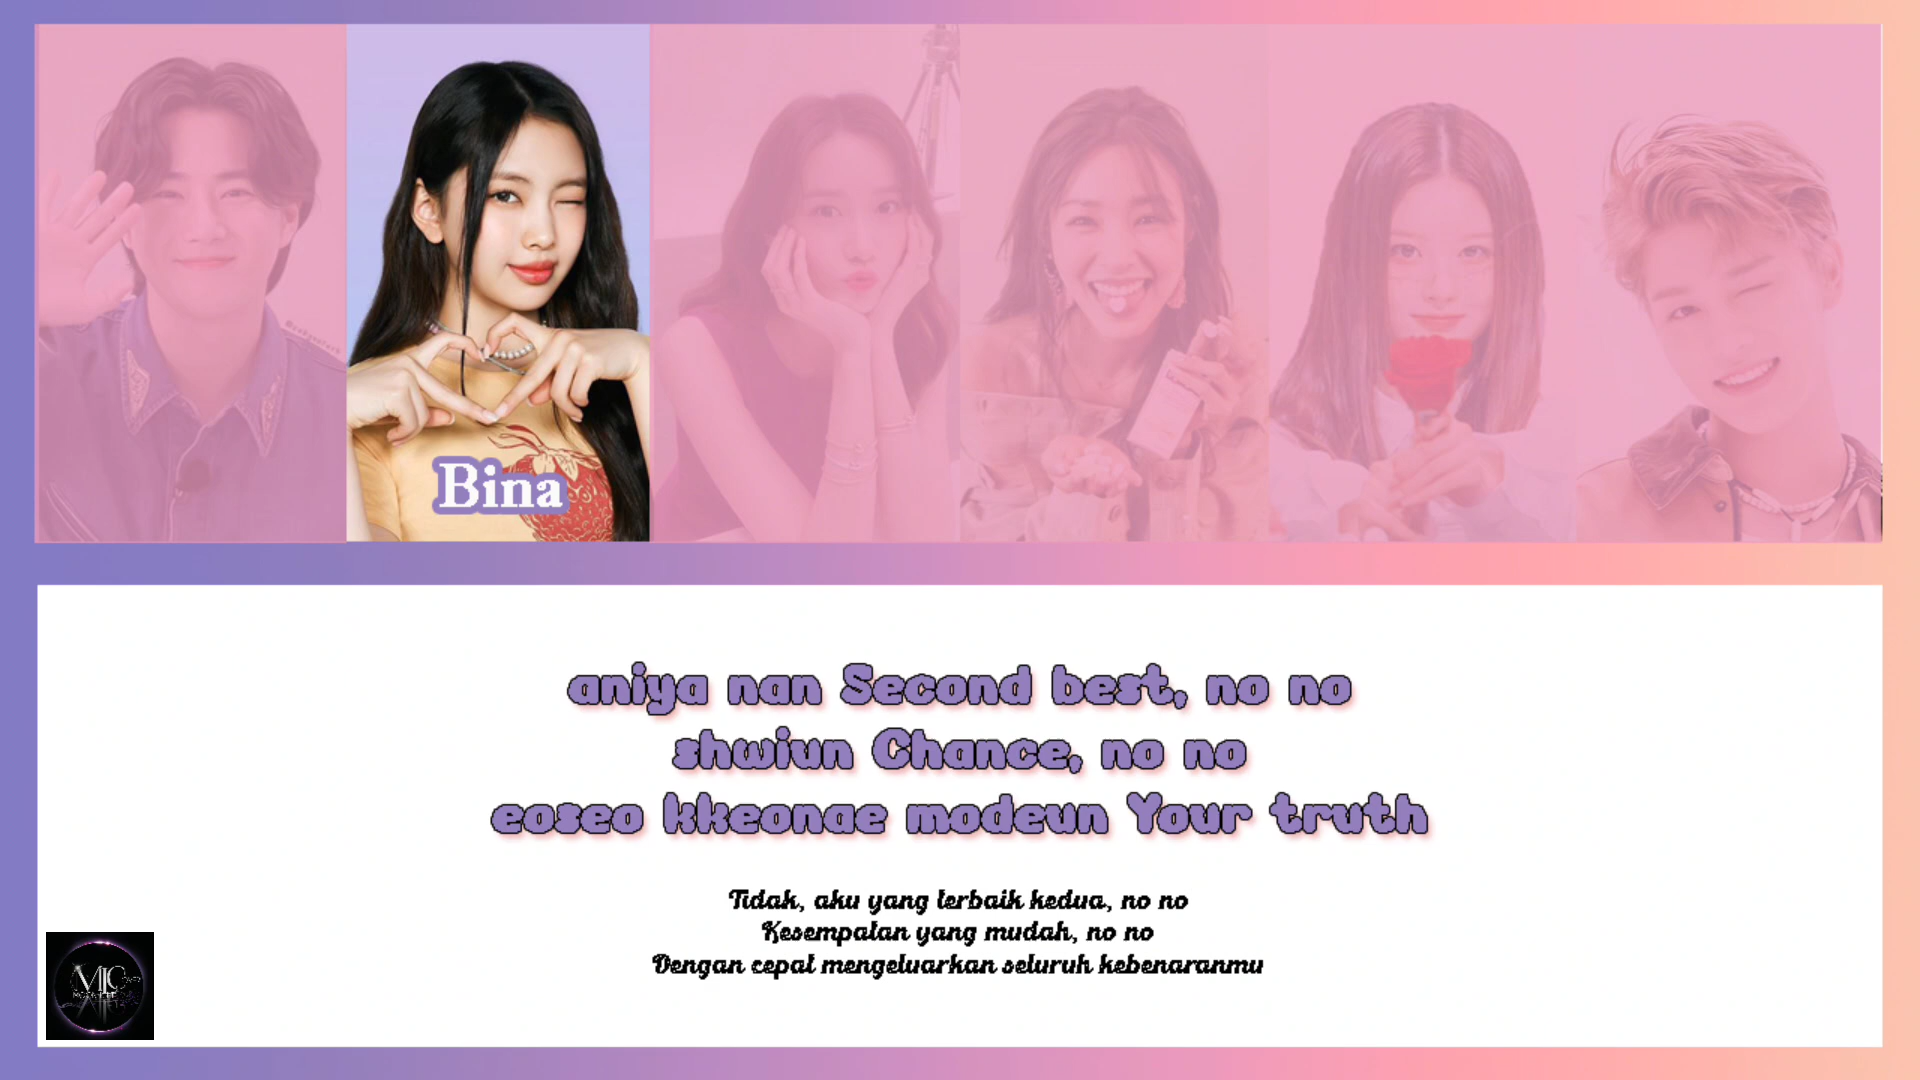 Bina
aniya nan Second best, no no
shwiun Chance, no no
eoseo kkeonae modeun Your truth
Tidak, aku yang terbaik kedua, no no
Kesempatan yang mudah, no no
Dengan cepat mengeluarkan seluruh kebenaranmu